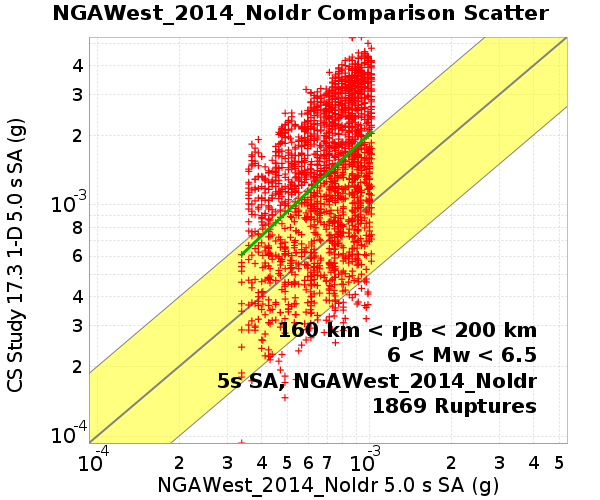 NGAWest_2014_NoIdr Comparison Scatter
CS Study 17.3 1-D 5.0 s SA (g)
4
3
2
10-3
8
6
4
3
2
10-4
160 km < rJB < 200 km
6 < Mw < 6.5
5s SA, NGAWest_2014_NoIdr
1869 Ruptures
10-4 2 3 4 5 6 7 10-3 2 3 4 5
NGAWest_2014_NoIdr 5.0 s SA (g)